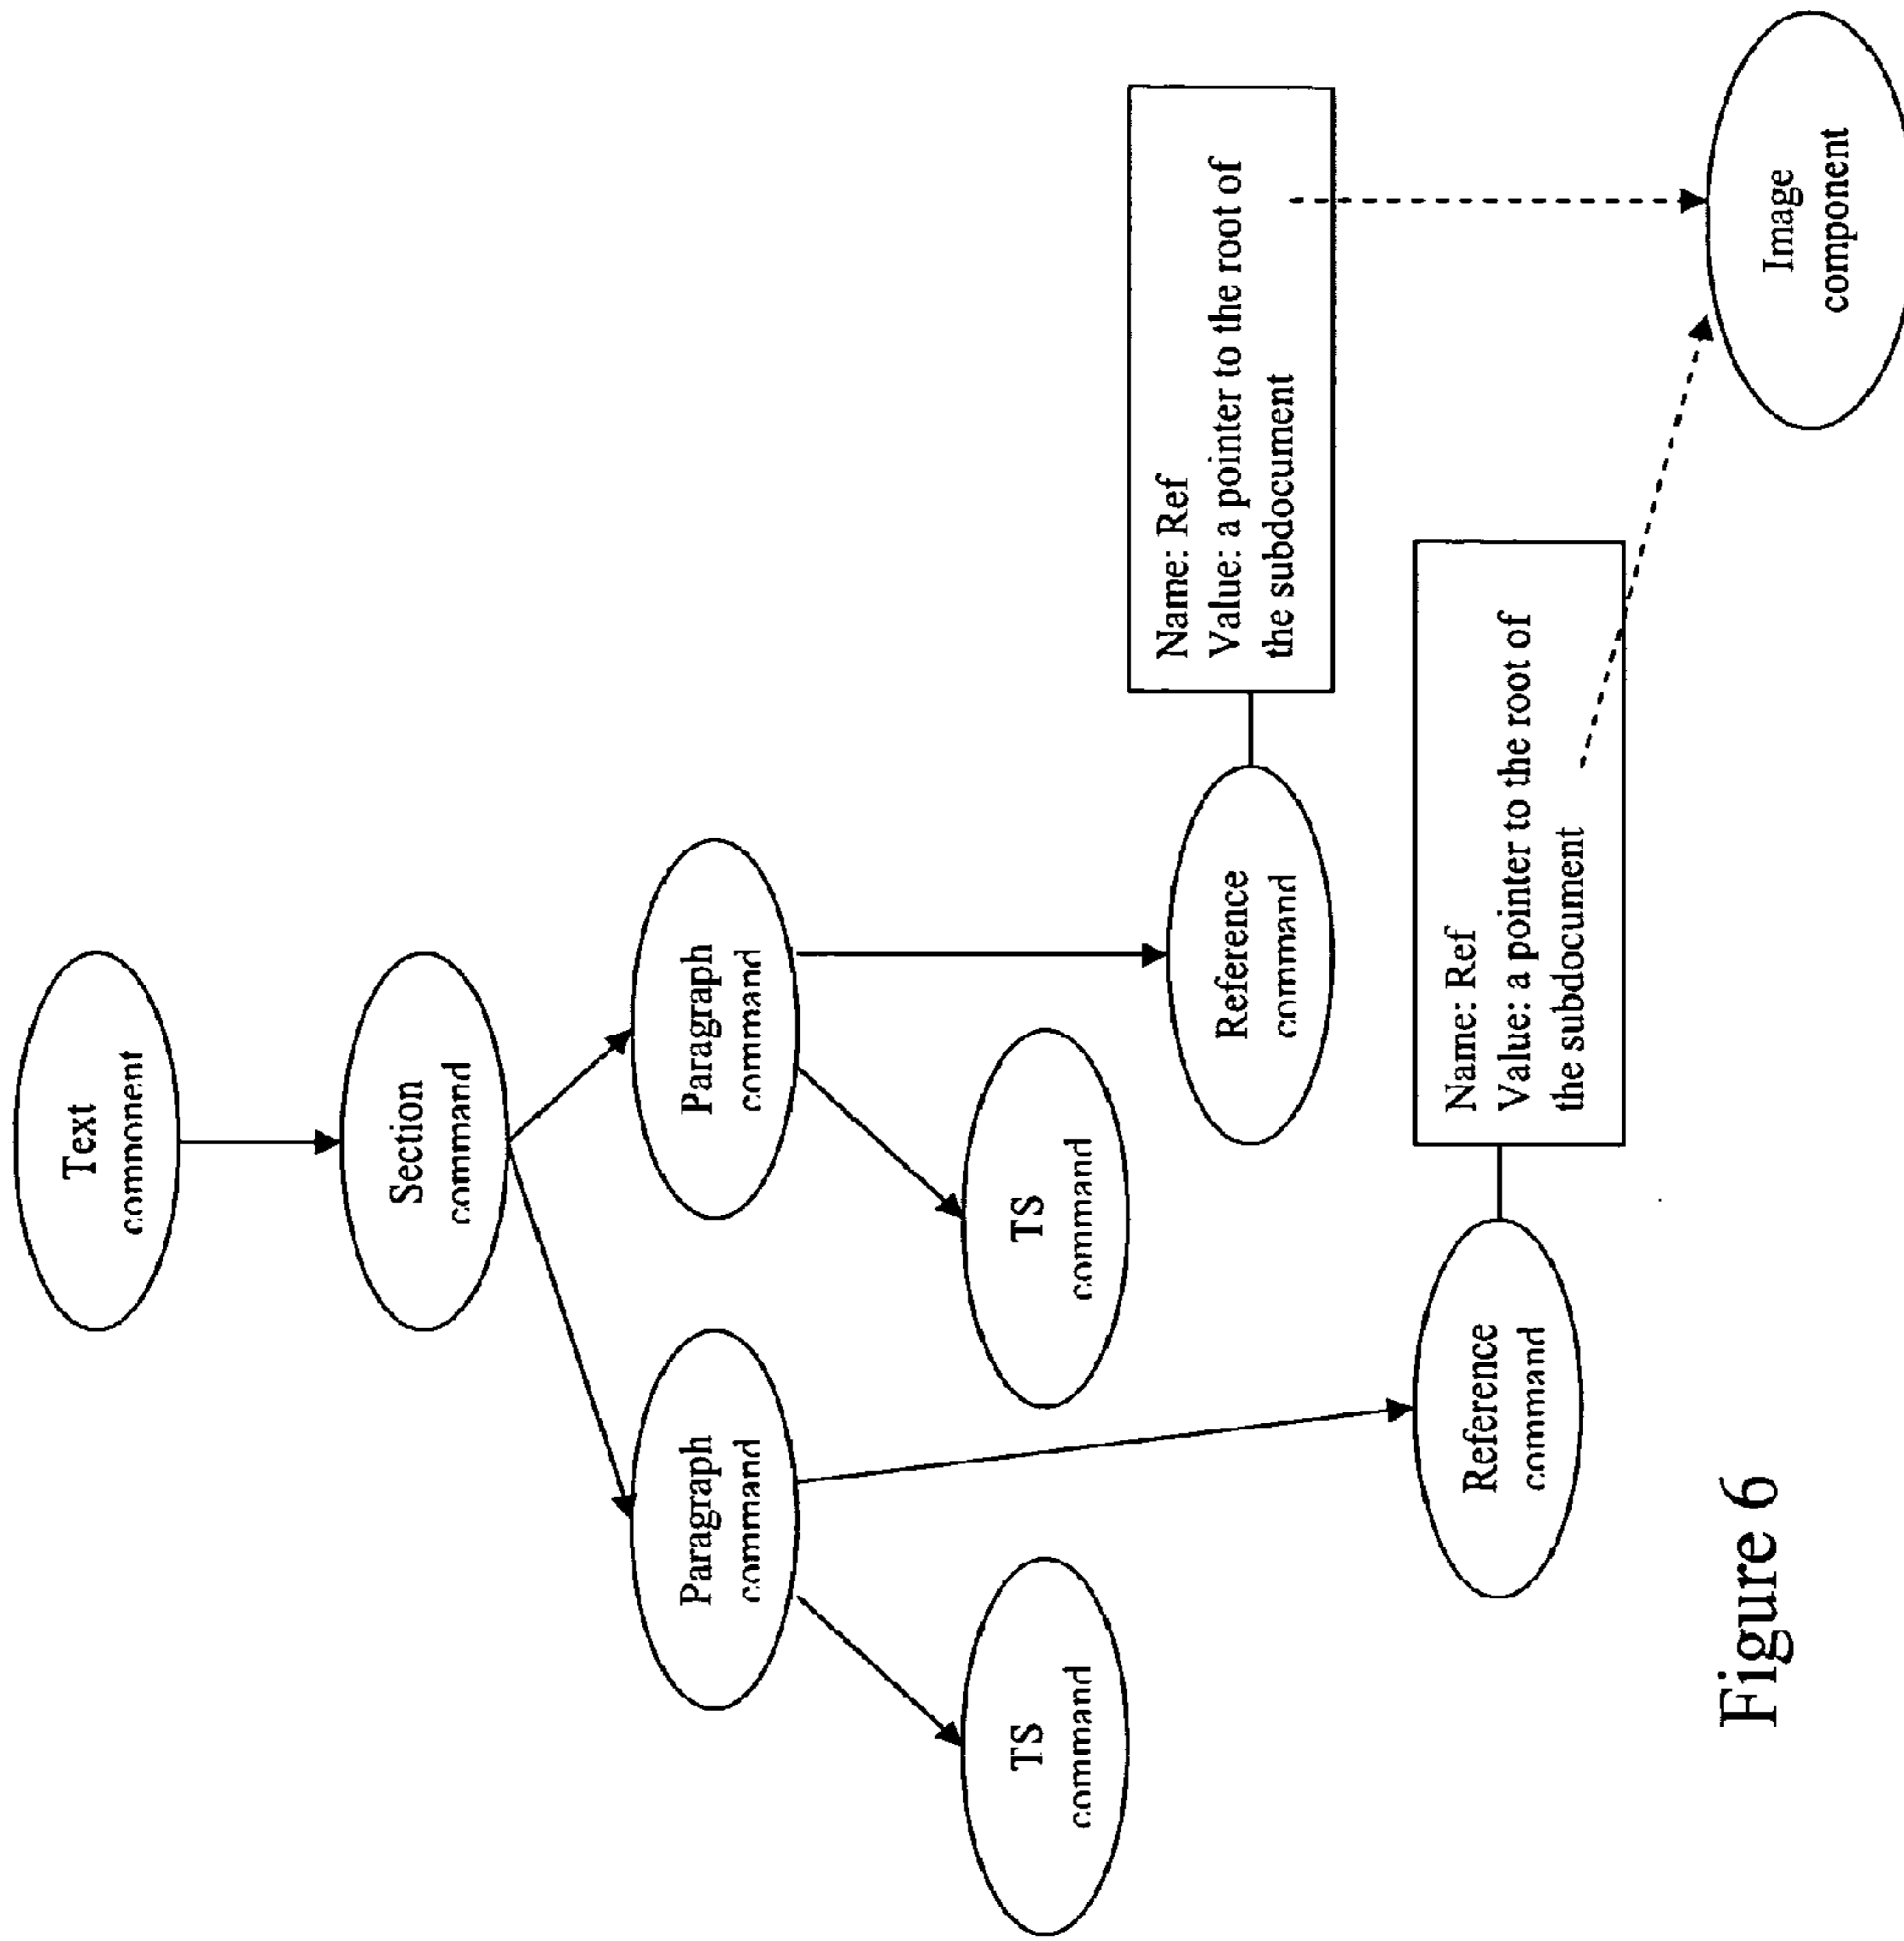 Text
component
Section
command
Paragraph
command
Paragraph
command
TS
command
TS
command
Reference
command
Name: Ref
Value: a pointer to the root of
the subdocument
Reference
command
Name: Ref
Value: a pointer to the root of
the subdocument
Image
component
Figure 6